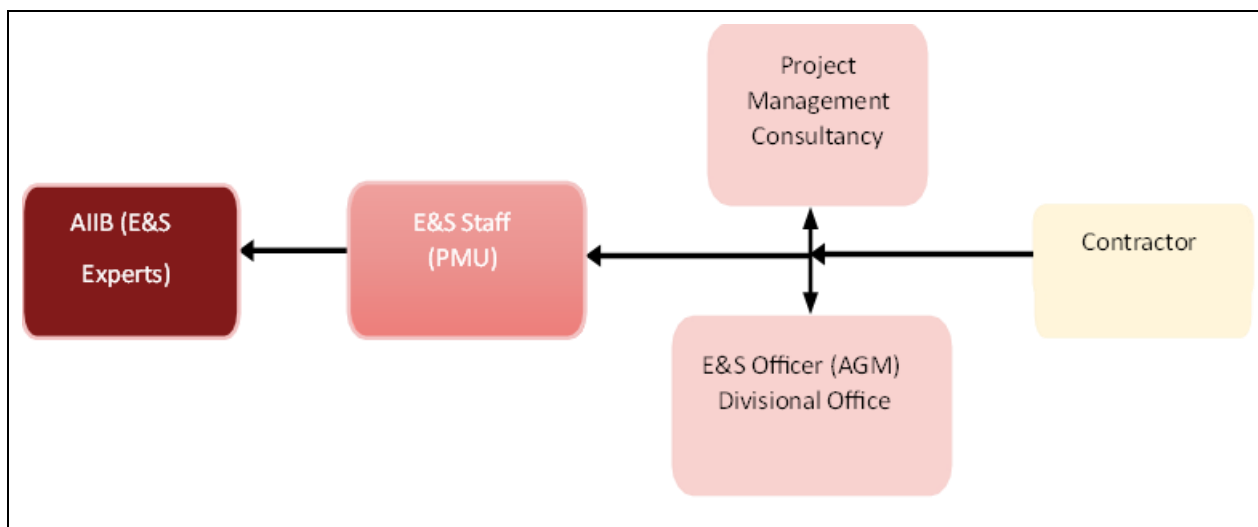 AIIB (E&S
Experts)
E&S Staff
(PMU)
Project
Management
Consultancy
E&S Officer (AGM)
Divisional Office
Contractor